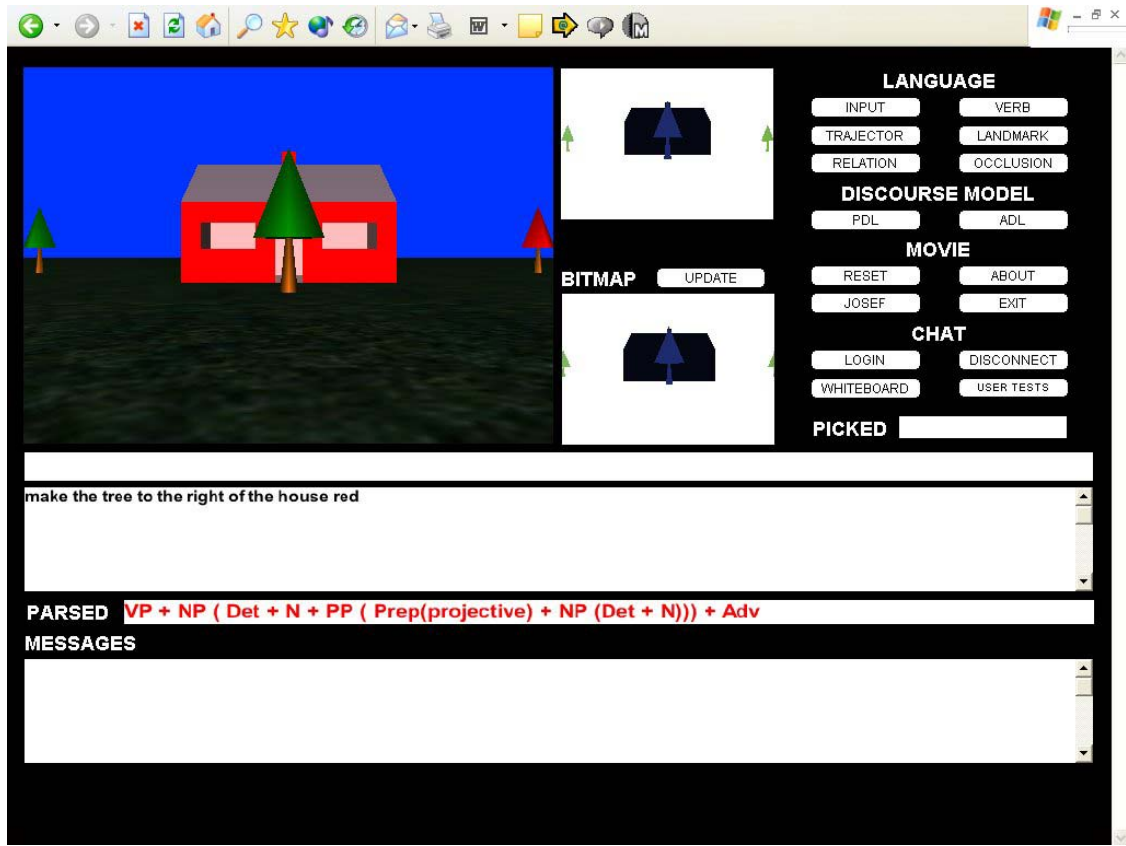 LANGUAGE
INPUT VERB
TRAJECTOR LANDMARK
RELATION OCCLUSION
DISCOURSE MODEL
PDL ADL
MOVIE
BITMAP UPDATE
RESET ABOUT
JOSEF EXIT
CHAT
LOGIN DISCONNECT
WHITEBOARD USER TESTS
PICKED
make the tree to the right of the house red
PARSED VP + NP ( Det + N + PP ( Prep(projective) + NP (Det + N))) + Adv
MESSAGES